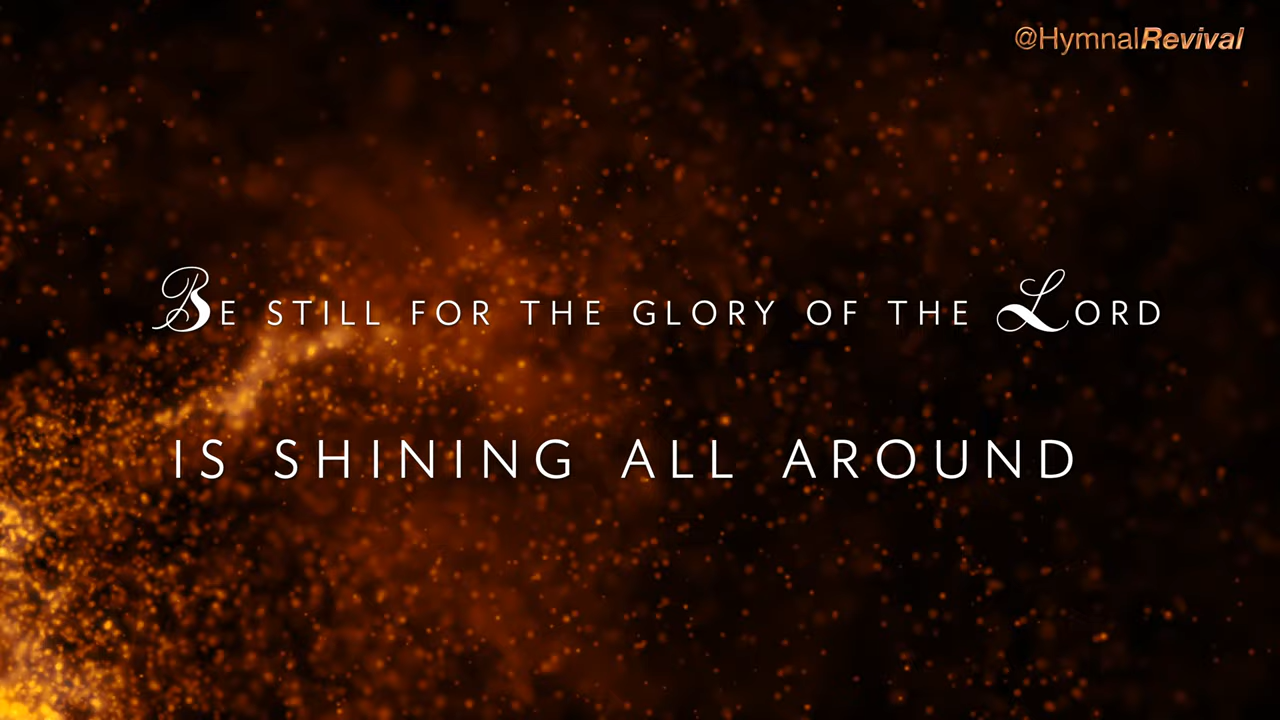 @HymnalRevival
Be still for the glory of the Lord
is shining all around